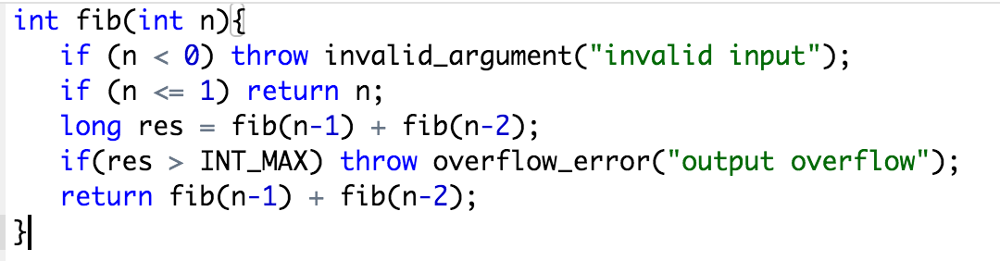 int fib(int n){
   if (n < 0) throw invalid_argument("invalid input");
   if (n <= 1) return n;
   long res = fib(n-1) + fib(n-2);
   if(res > INT_MAX) throw overflow_error("output overflow");
   return fib(n-1) + fib(n-2);
}